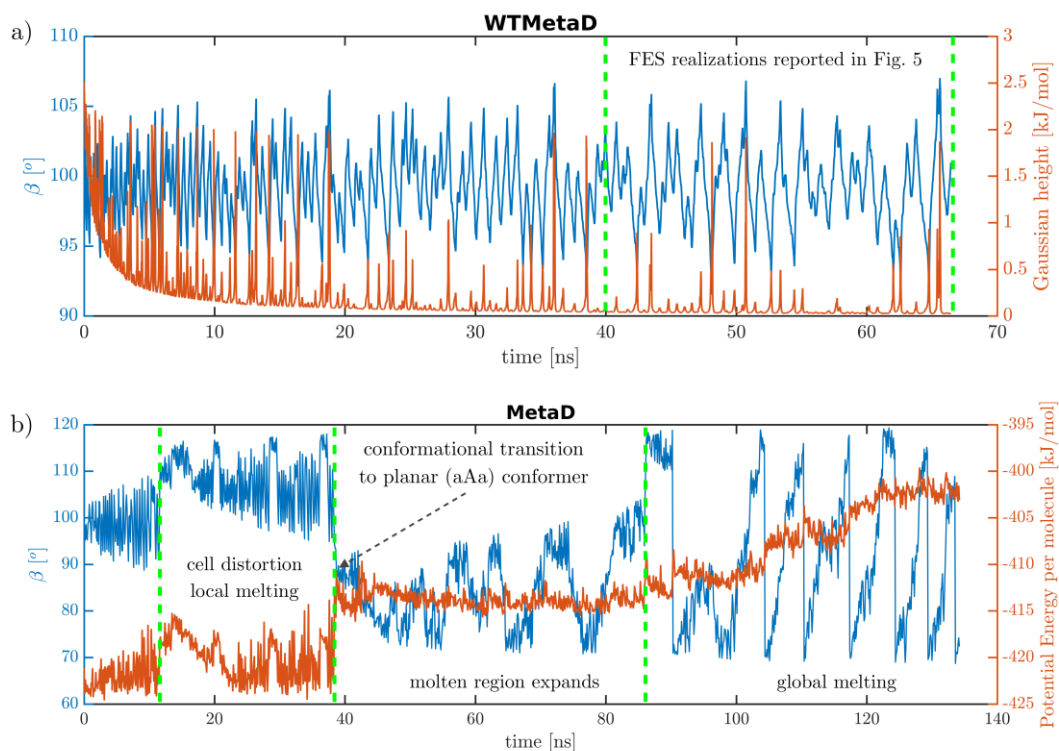 a)
WTMetaD
110
105
100
95
90
β [º]
FES realizations reported in Fig. 5
3
2.5
2
1.5
1
0.5
0
Gaussian height [kJ/mol]
0 10 20 30 40 50 60 70
time [ns]
b)
MetaD
120
110
100
90
80
70
60
β [º]
conformational transition
to planar (aAa) conformer
cell distortion
local melting
molten region expands
global melting
-395
-400
-405
-410
-415
-420
-425
Potential Energy per molecule [kJ/mol]
0 20 40 60 80 100 120 140
time [ns]